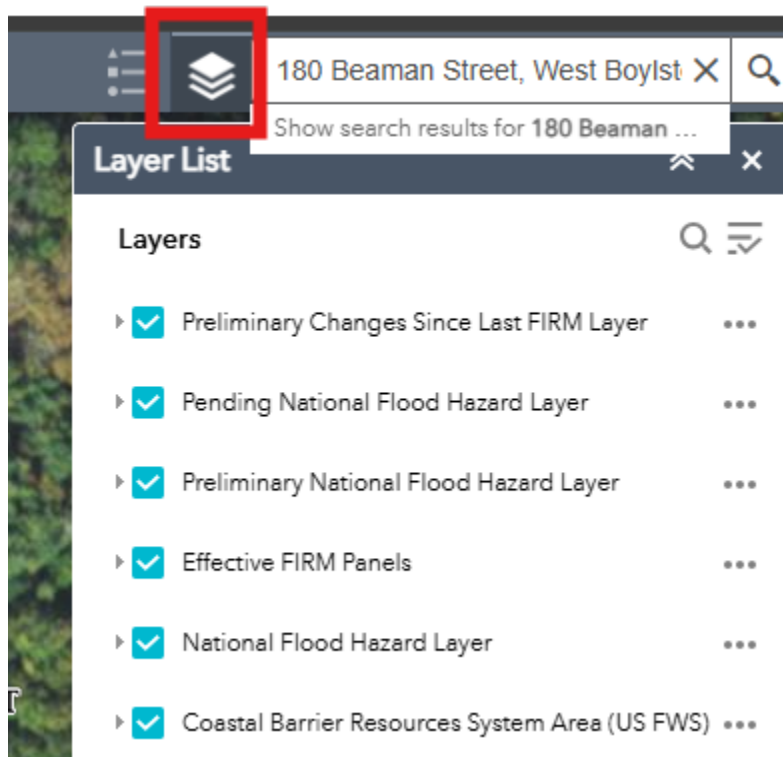 180 Beaman Street, West Boylst
Show search results for 180 Beaman ...
Layer List
Layers
Preliminary Changes Since Last FIRM Layer
Pending National Flood Hazard Layer
Preliminary National Flood Hazard Layer
Effective FIRM Panels
National Flood Hazard Layer
Coastal Barrier Resources System Area (US FWS)